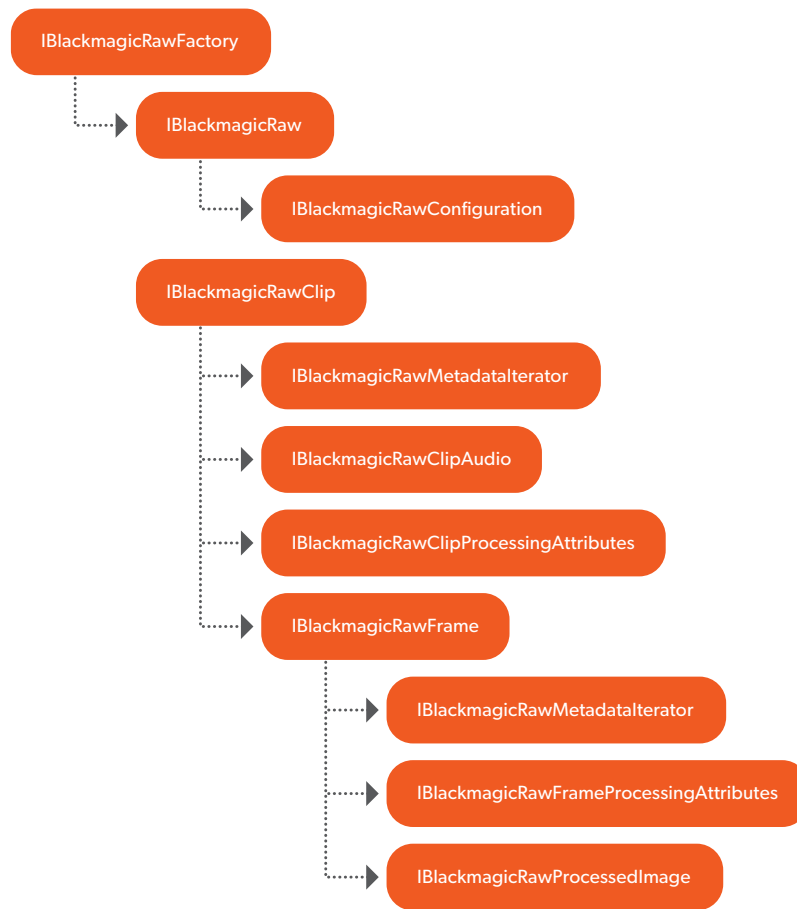 IBlackmagicRawFactory
IBlackmagicRaw
IBlackmagicRawConfiguration
IBlackmagicRawClip
IBlackmagicRawMetadataIterator
IBlackmagicRawClipAudio
IBlackmagicRawClipProcessingAttributes
IBlackmagicRawFrame
IBlackmagicRawMetadataIterator
IBlackmagicRawFrameProcessingAttributes
IBlackmagicRawProcessedImage